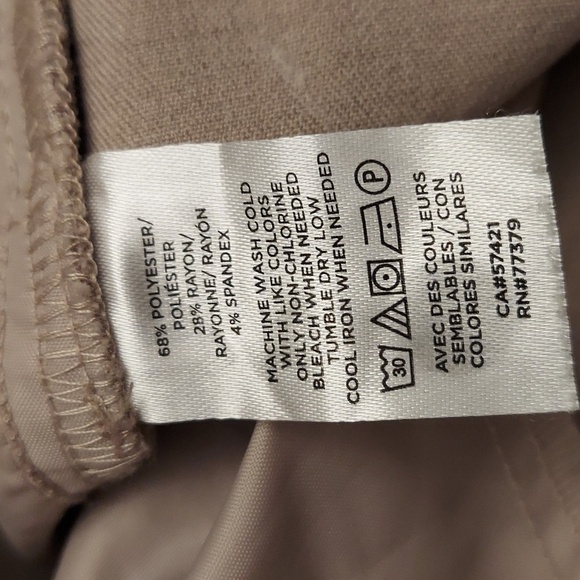 68% POLYESTER/
POLIÉSTER
28% RAYON/
RAYONNE/ RAYÓN
4% SPANDEX
MACHINE WASH COLD
WITH LIKE COLORS
ONLY NON-CHLORINE
BLEACH WHEN NEEDED
TUMBLE DRY LOW
COOL IRON WHEN NEEDED
30 P
AVEC DES COULEURS
SEMBLABLES / CON
COLORES SIMILARES
CA#57421
RN#77379